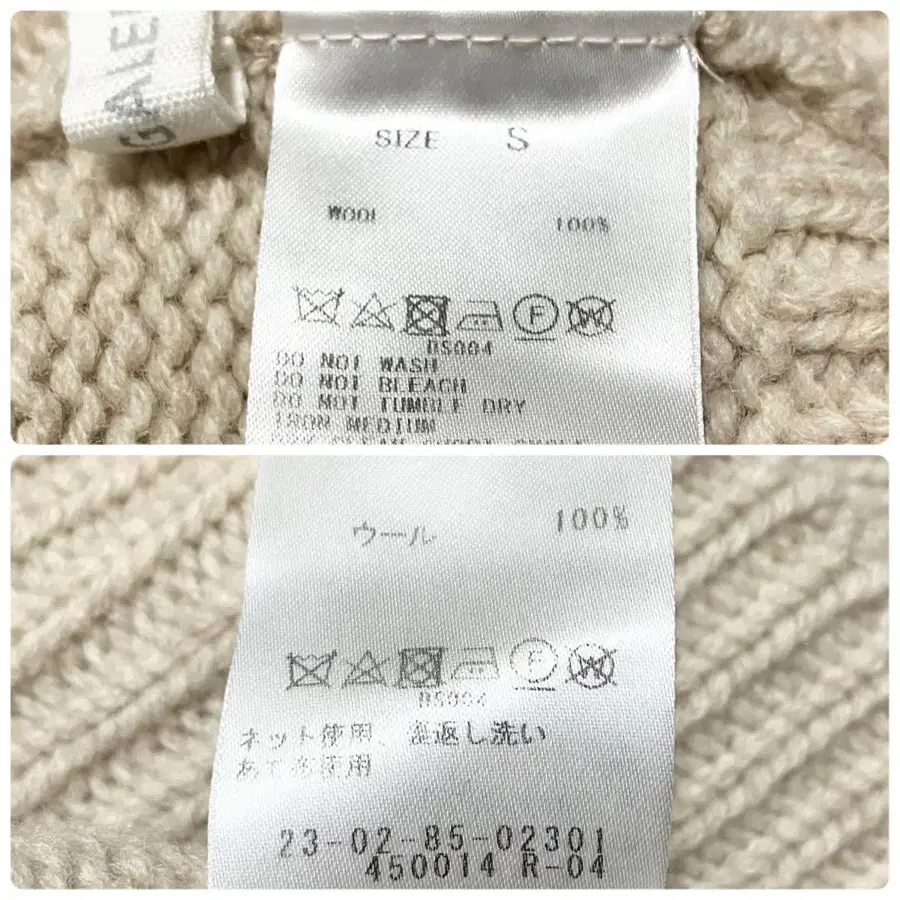 GALE
SIZE S
WOOL 100%
F W
DS004
DO NOT WASH
DO NOT BLEACH
DO NOT TUMBLE DRY
IRON MEDIUM
ウール 100%
F W
DS004
ネット使用、裏返し洗い
あて布使用
23-02-85-02301
450014 R-04